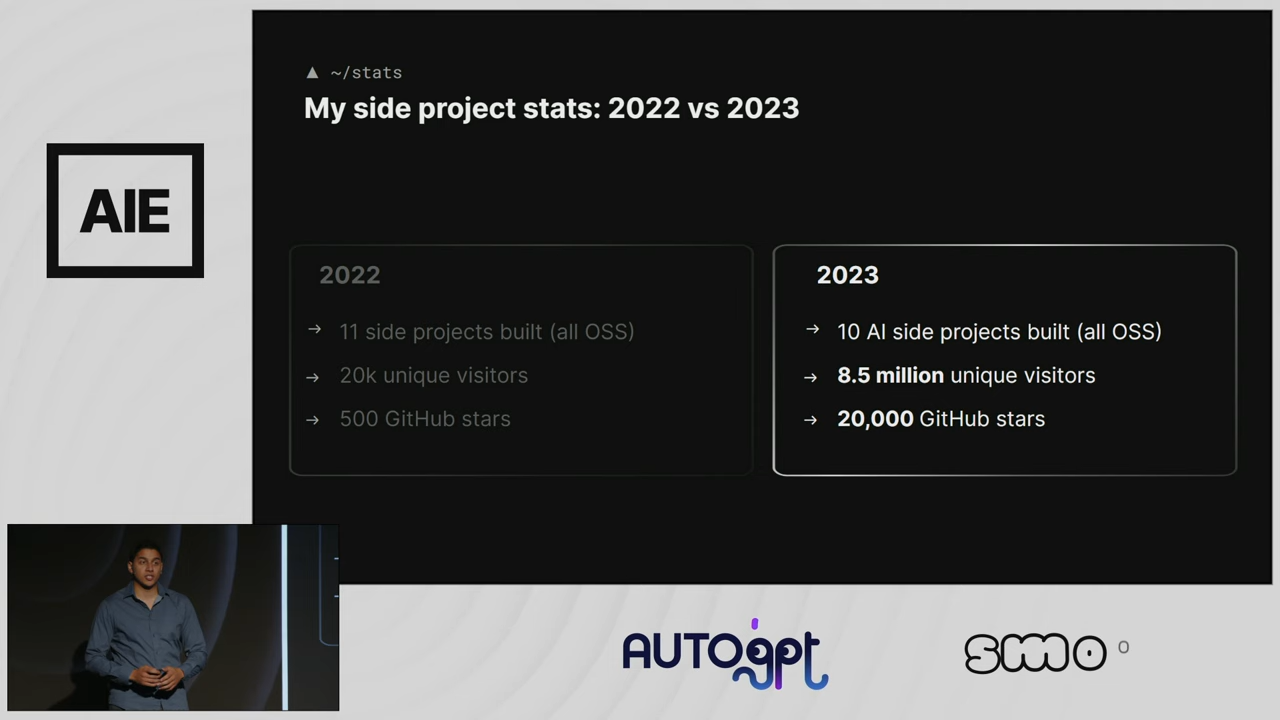 ▲ ~/stats
My side project stats: 2022 vs 2023
AIE
2022
→ 11 side projects built (all OSS)
→ 20k unique visitors
→ 500 GitHub stars
2023
→ 10 AI side projects built (all OSS)
→ 8.5 million unique visitors
→ 20,000 GitHub stars
AUTOgpt
smo